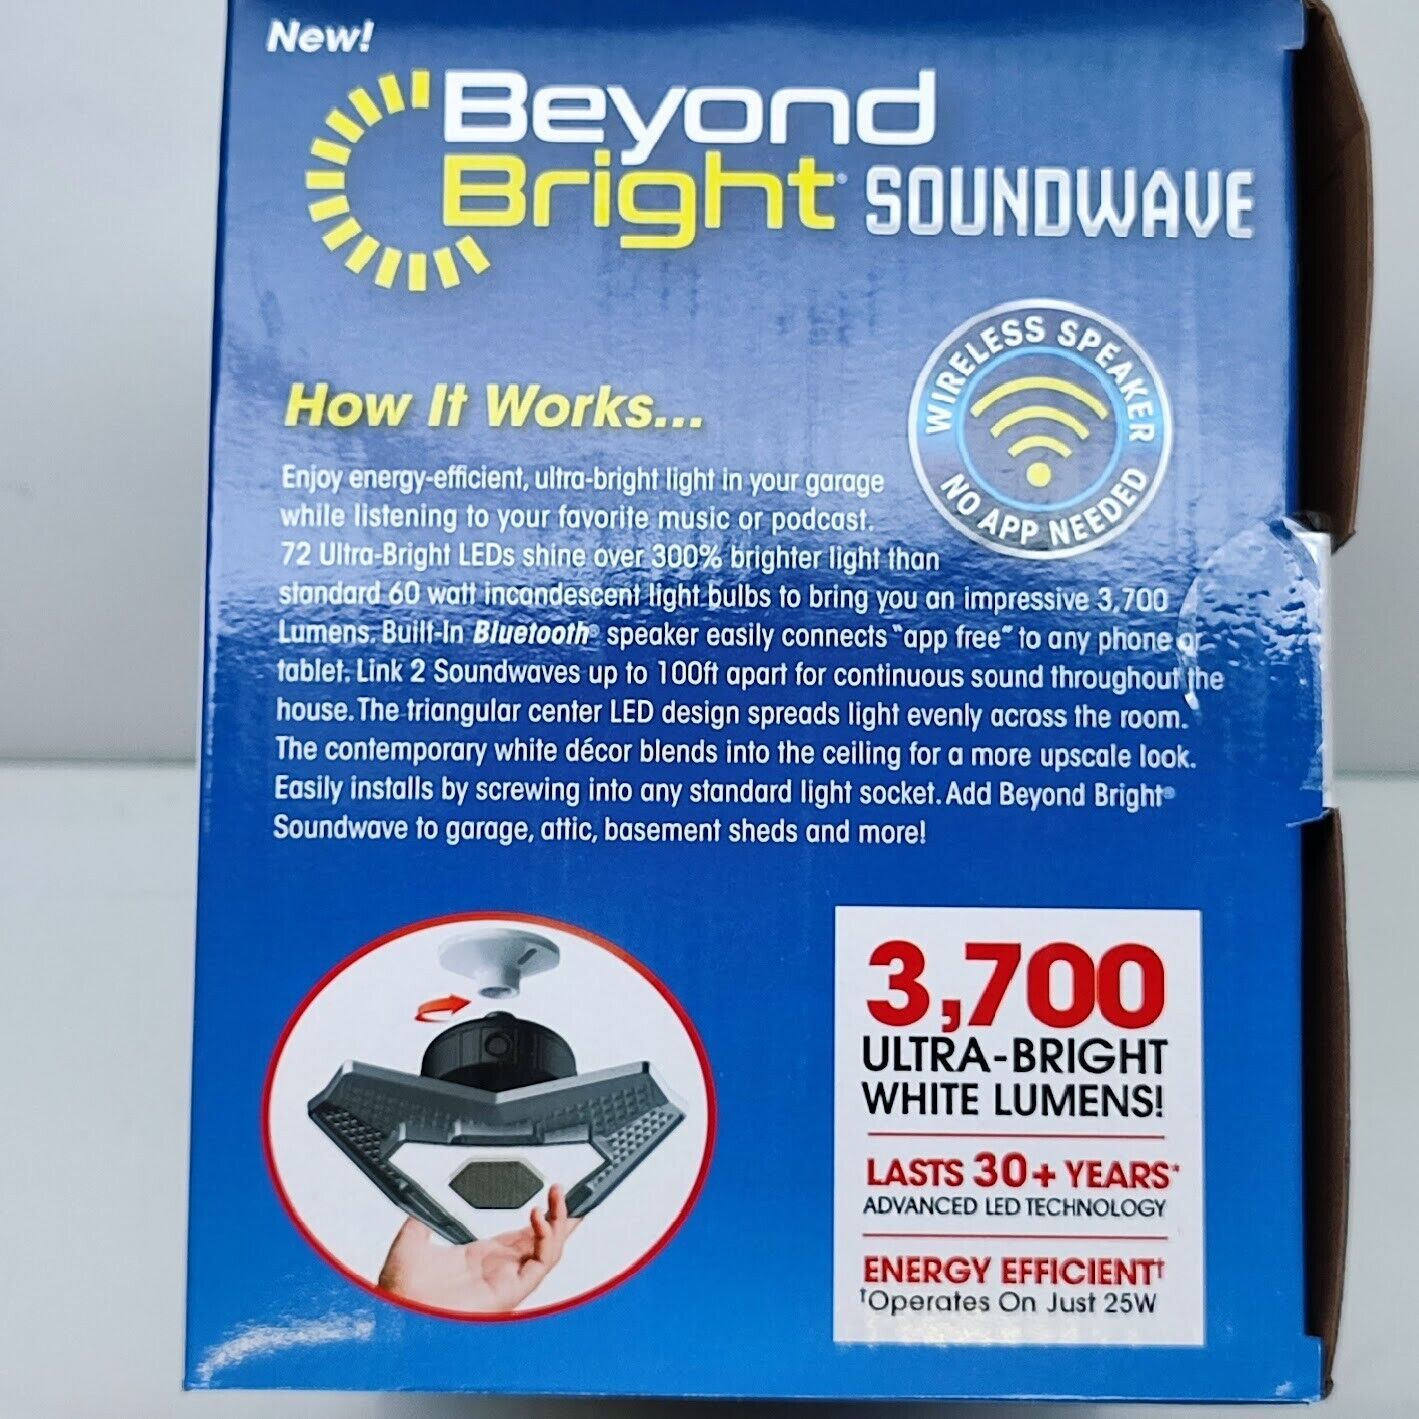 New!
Beyond
Bright® SOUNDWAVE
WIRELESS SPEAKER
NO APP NEEDED
How It Works...
Enjoy energy-efficient, ultra-bright light in your garage
while listening to your favorite music or podcast.
72 Ultra-Bright LEDs shine over 300% brighter light than
standard 60 watt incandescent light bulbs to bring you an impressive 3,700
Lumens. Built-In Bluetooth® speaker easily connects "app free" to any phone or
tablet. Link 2 Soundwaves up to 100ft apart for continuous sound throughout the
house. The triangular center LED design spreads light evenly across the room.
The contemporary white décor blends into the ceiling for a more upscale look.
Easily installs by screwing into any standard light socket. Add Beyond Bright®
Soundwave to garage, attic, basement sheds and more!
3,700
ULTRA-BRIGHT
WHITE LUMENS!
LASTS 30+ YEARS*
ADVANCED LED TECHNOLOGY
ENERGY EFFICIENT†
†Operates On Just 25W